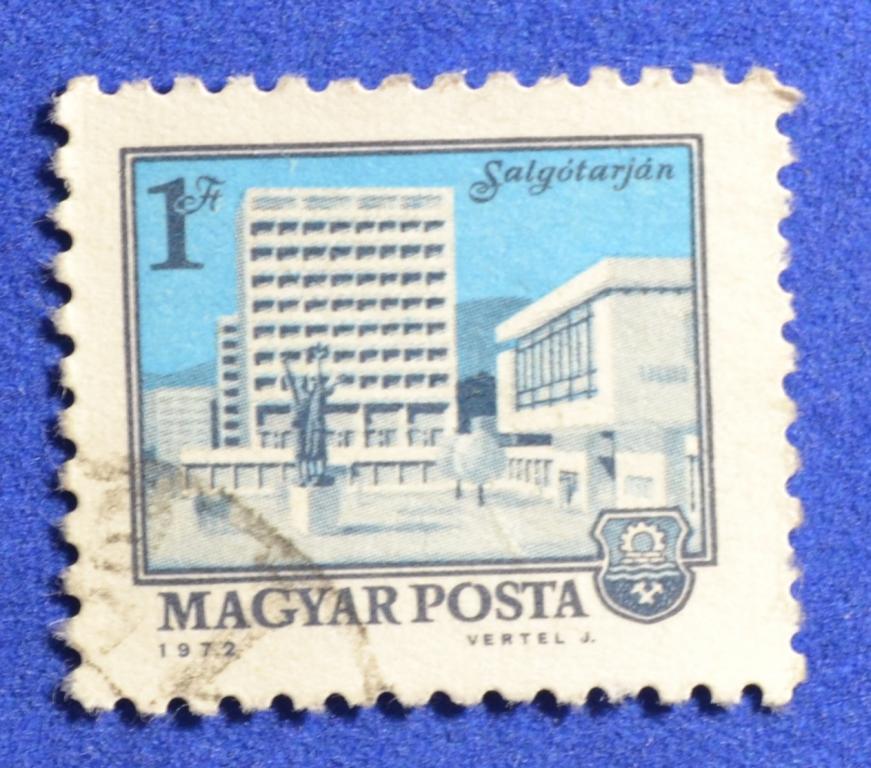 1 Ft
Salgótarján
MAGYAR POSTA
1972
VERTEL J.